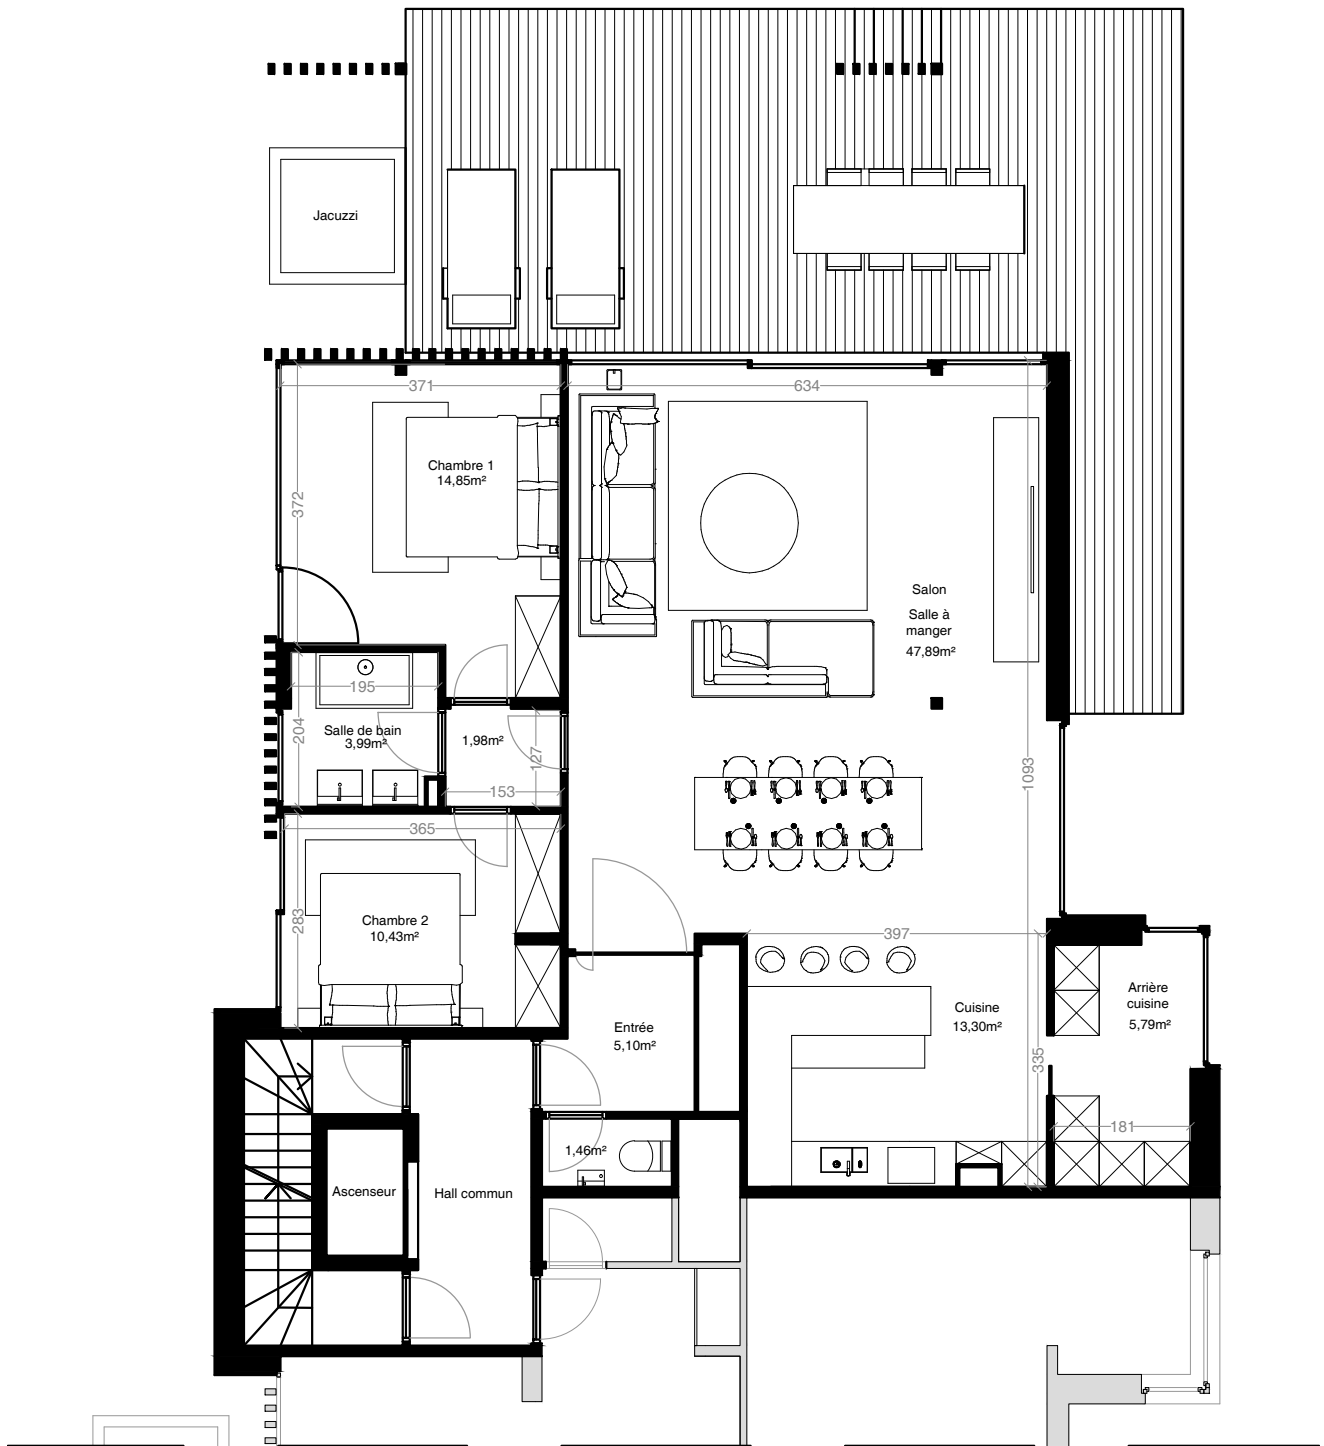 Jacuzzi
371
634
Chambre 1
14,85m²
372
Salon
Salle à
manger
47,89m²
195
204
Salle de bain
3,99m²
1,98m²
127
153
1093
365
283
Chambre 2
10,43m²
397
Arrière
cuisine
5,79m²
Cuisine
13,30m²
Entrée
5,10m²
335
181
1,46m²
Ascenseur
Hall commun